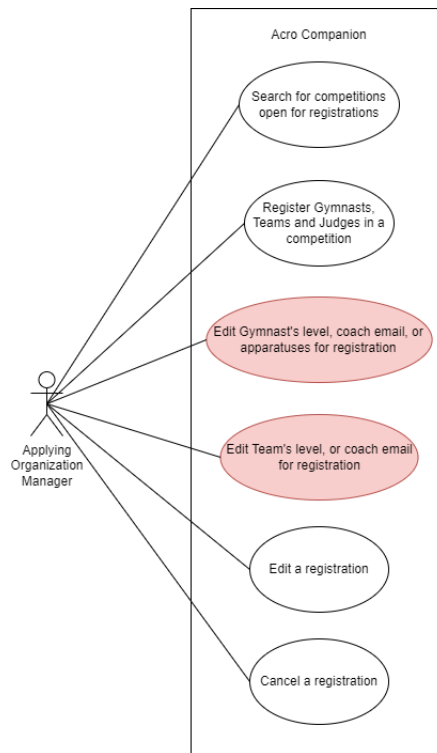 Acro Companion
Search for competitions
open for registrations
Register Gymnasts,
Teams and Judges in a
competition
Edit Gymnast's level, coach email, or
apparatuses for registration
Edit Team's level, or coach email
for registration
Applying
Organization
Manager
Edit a registration
Cancel a registration